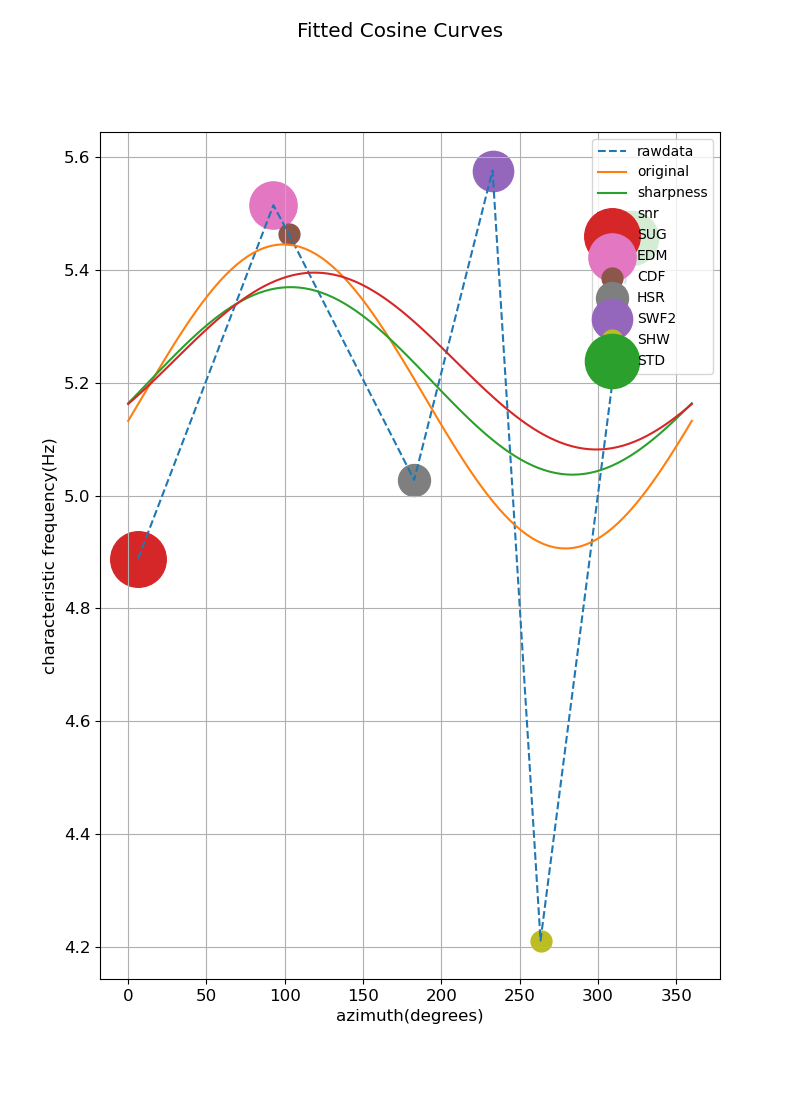 Fitted Cosine Curves
5.6
5.4
5.2
5.0
4.8
4.6
4.4
4.2
characteristic frequency(Hz)
rawdata
original
sharpness
snr
SUG
EDM
CDF
HSR
SWF2
SHW
STD
0 50 100 150 200 250 300 350
azimuth(degrees)